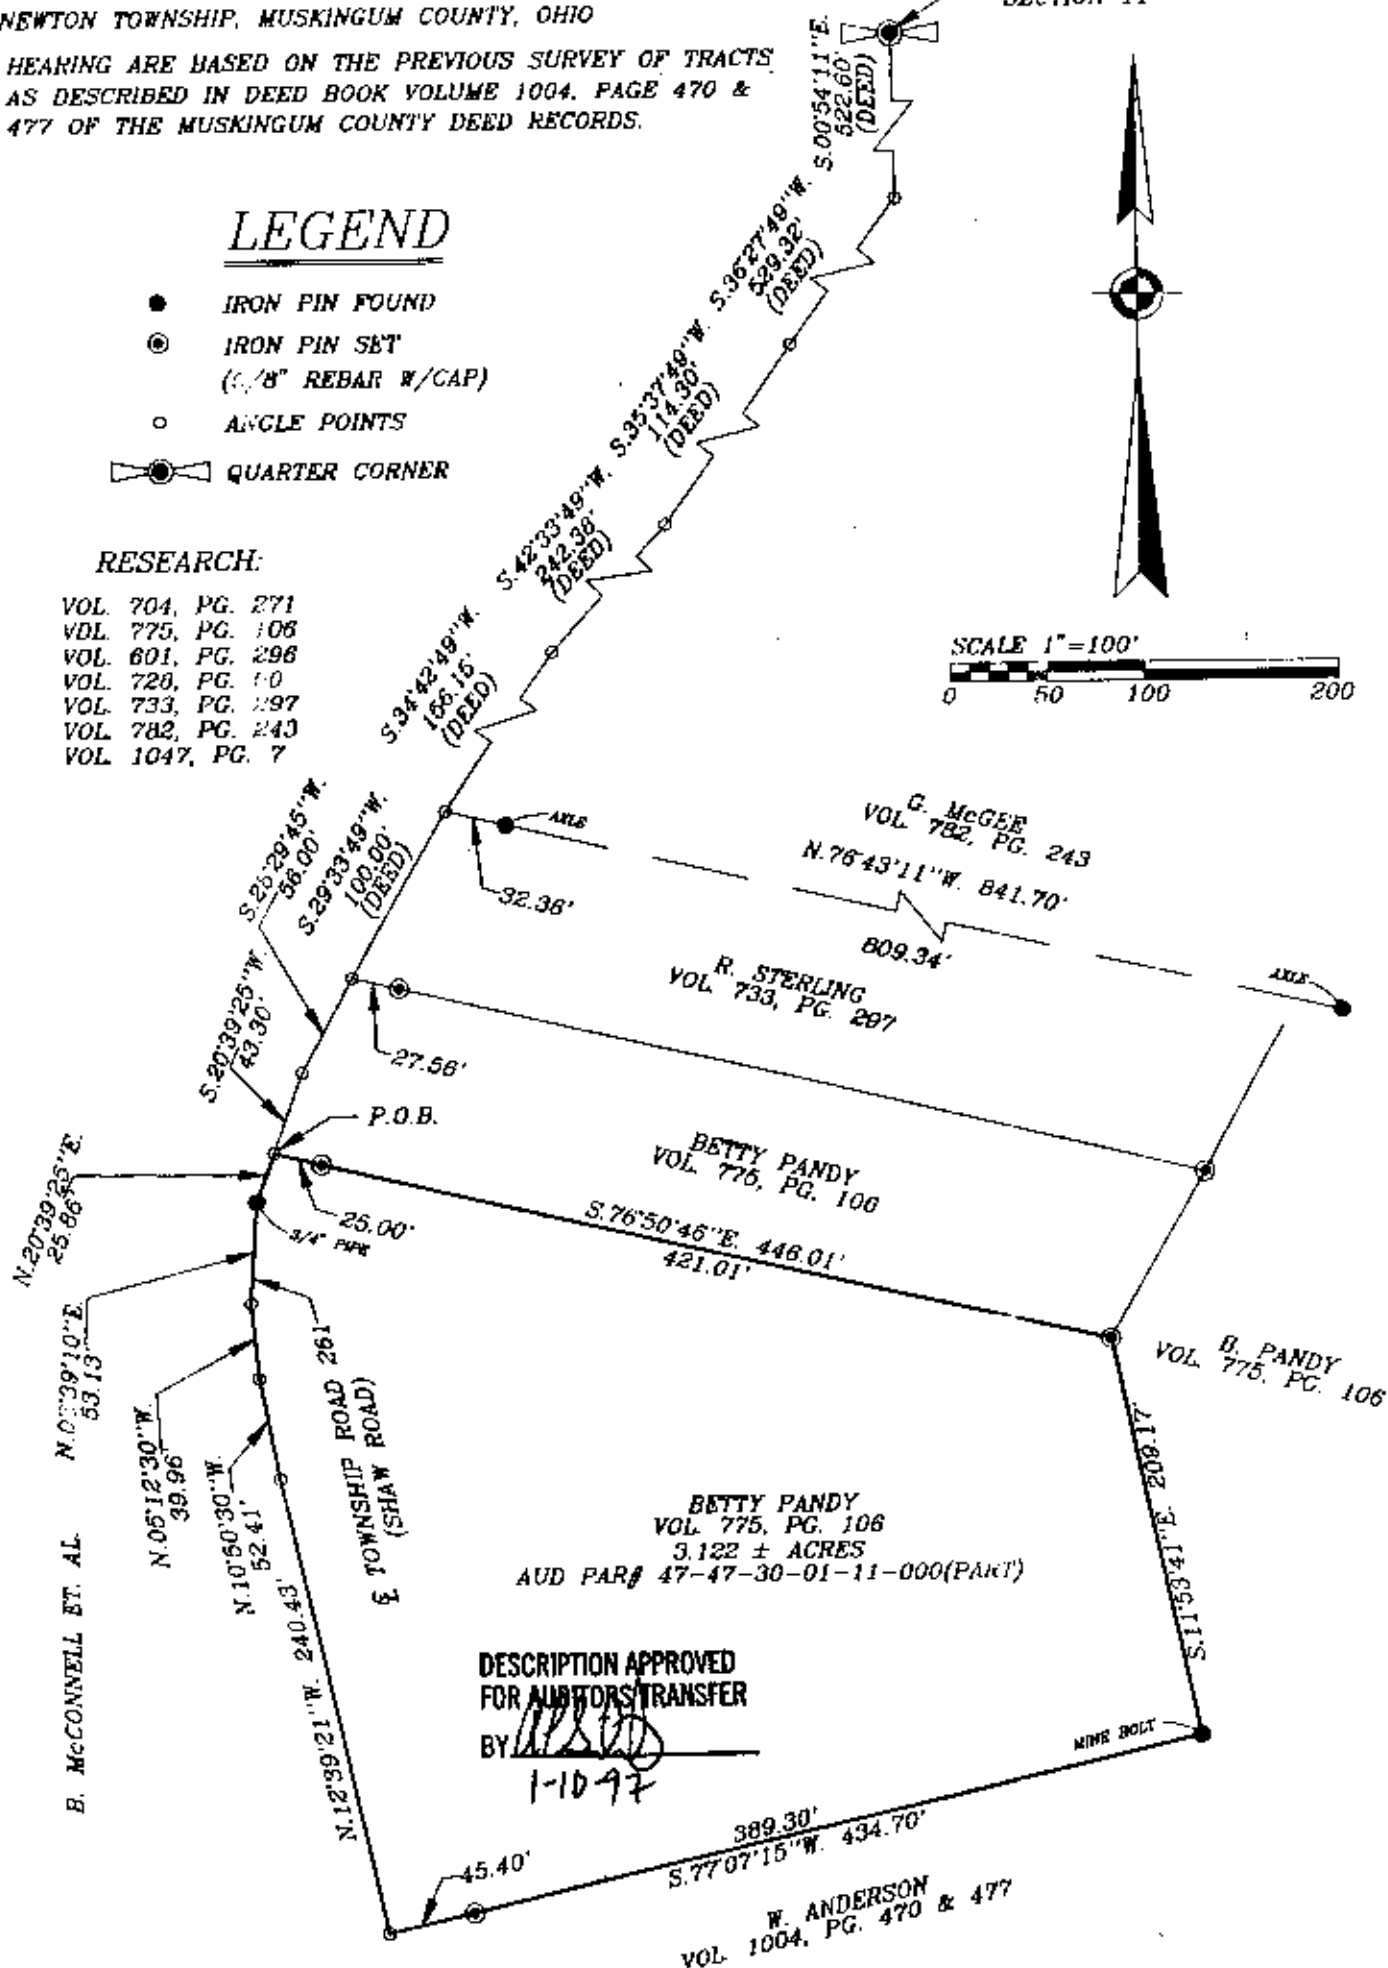 NEWTON TOWNSHIP, MUSKINGUM COUNTY, OHIO
HEARING ARE BASED ON THE PREVIOUS SURVEY OF TRACTS
AS DESCRIBED IN DEED BOOK VOLUME 1004, PAGE 470 &
477 OF THE MUSKINGUM COUNTY DEED RECORDS.
SECTION 11
LEGEND
IRON PIN FOUND
IRON PIN SET
REBAR W/CAP)
ANGLE POINTS
QUARTER CORNER
RESEARCH:
VOL. 704, PG. 271
VOL. 775, PG. 106
VOL. 601, PG. 296
VOL. 728, PG.
VOL. 733, PG. 297
VOL. 782, PG. 243
VOL. 1047, PG. 7
S.00°54'11"E.
522.60'
(DEED)
S.36°27'49"W.
529.32'
(DEED)
S.35°37'49"W.
114.30'
(DEED)
S.42°33'49"W.
242.38'
(DEED)
S.34°42'49"W.
156.15'
(DEED)
S.29°33'49"W.
100.00'
(DEED)
S.25°29'45"W.
56.00'
S.20°39'25"W.
43.30'
SCALE 1"=100'
0 50 100 200
AXLE
32.36'
G. McGEE
VOL. 782, PG. 243
N.76°43'11"W. 841.70'
809.34'
AXLE
R. STERLING
VOL. 733, PG. 297
27.56'
P.O.B.
BETTY PANDY
VOL. 775, PG. 106
25.00'
3/4" PIPE
S.76°50'46"E. 446.01'
421.01'
N.20°39'25"E.
25.86'
53.13'
N.05°12'30"W.
39.96'
N.10°50'30"W.
52.41'
N.12°39'21"W. 240.43'
℄ TOWNSHIP ROAD 261
(SHAW ROAD)
B. McCONNELL ET. AL.
B. PANDY
VOL. 775, PG. 106
S.11°53'41"E. 209.17'
BETTY PANDY
VOL. 775, PG. 106
3.122 ± ACRES
AUD PAR# 47-47-30-01-11-000(PART)
DESCRIPTION APPROVED
FOR AUDITORS TRANSFER
BY
1-10-97
MINE BOLT
389.30'
S.77°07'15"W. 434.70'
45.40'
W. ANDERSON
VOL. 1004, PG. 470 & 477